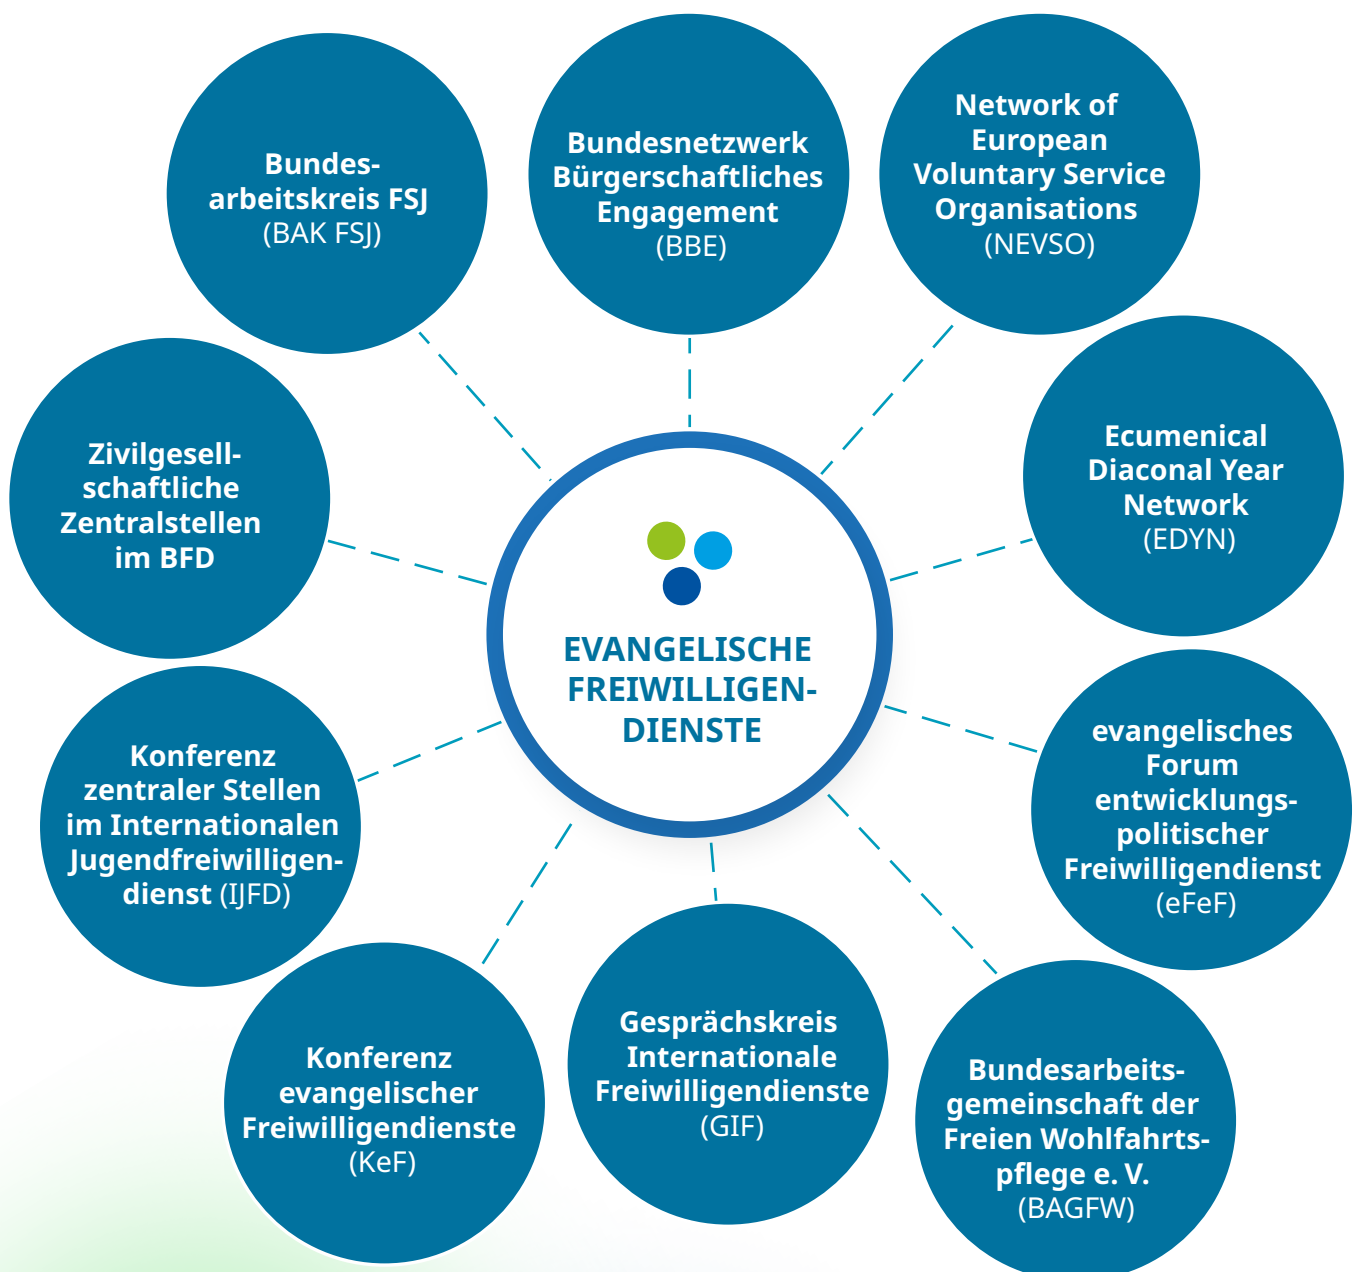 Bundes-
arbeitskreis FSJ
(BAK FSJ)
Bundesnetzwerk
Bürgerschaftliches
Engagement
(BBE)
Network of
European
Voluntary Service
Organisations
(NEVSO)
Zivilgesell-
schaftliche
Zentralstellen
im BFD
Ecumenical
Diaconal Year
Network
(EDYN)
EVANGELISCHE
FREIWILLIGEN-
DIENSTE
Konferenz
zentraler Stellen
im Internationalen
Jugendfreiwilligen-
dienst (IJFD)
evangelisches
Forum
entwicklungs-
politischer
Freiwilligendienst
(eFeF)
Konferenz
evangelischer
Freiwilligendienste
(KeF)
Gesprächskreis
Internationale
Freiwilligendienste
(GIF)
Bundesarbeits-
gemeinschaft der
Freien Wohlfahrts-
pflege e. V.
(BAGFW)